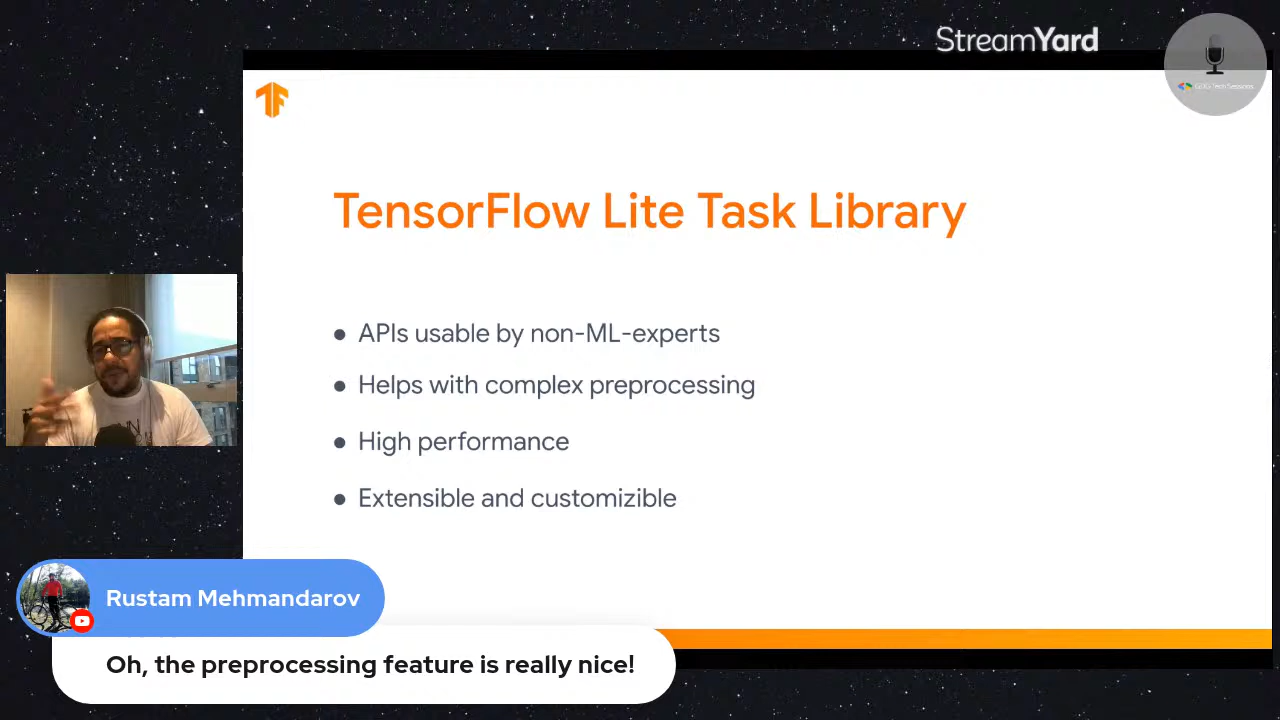 StreamYard
TensorFlow Lite Task Library
● APIs usable by non-ML-experts
● Helps with complex preprocessing
● High performance
● Extensible and customizible
Rustam Mehmandarov
Oh, the preprocessing feature is really nice!